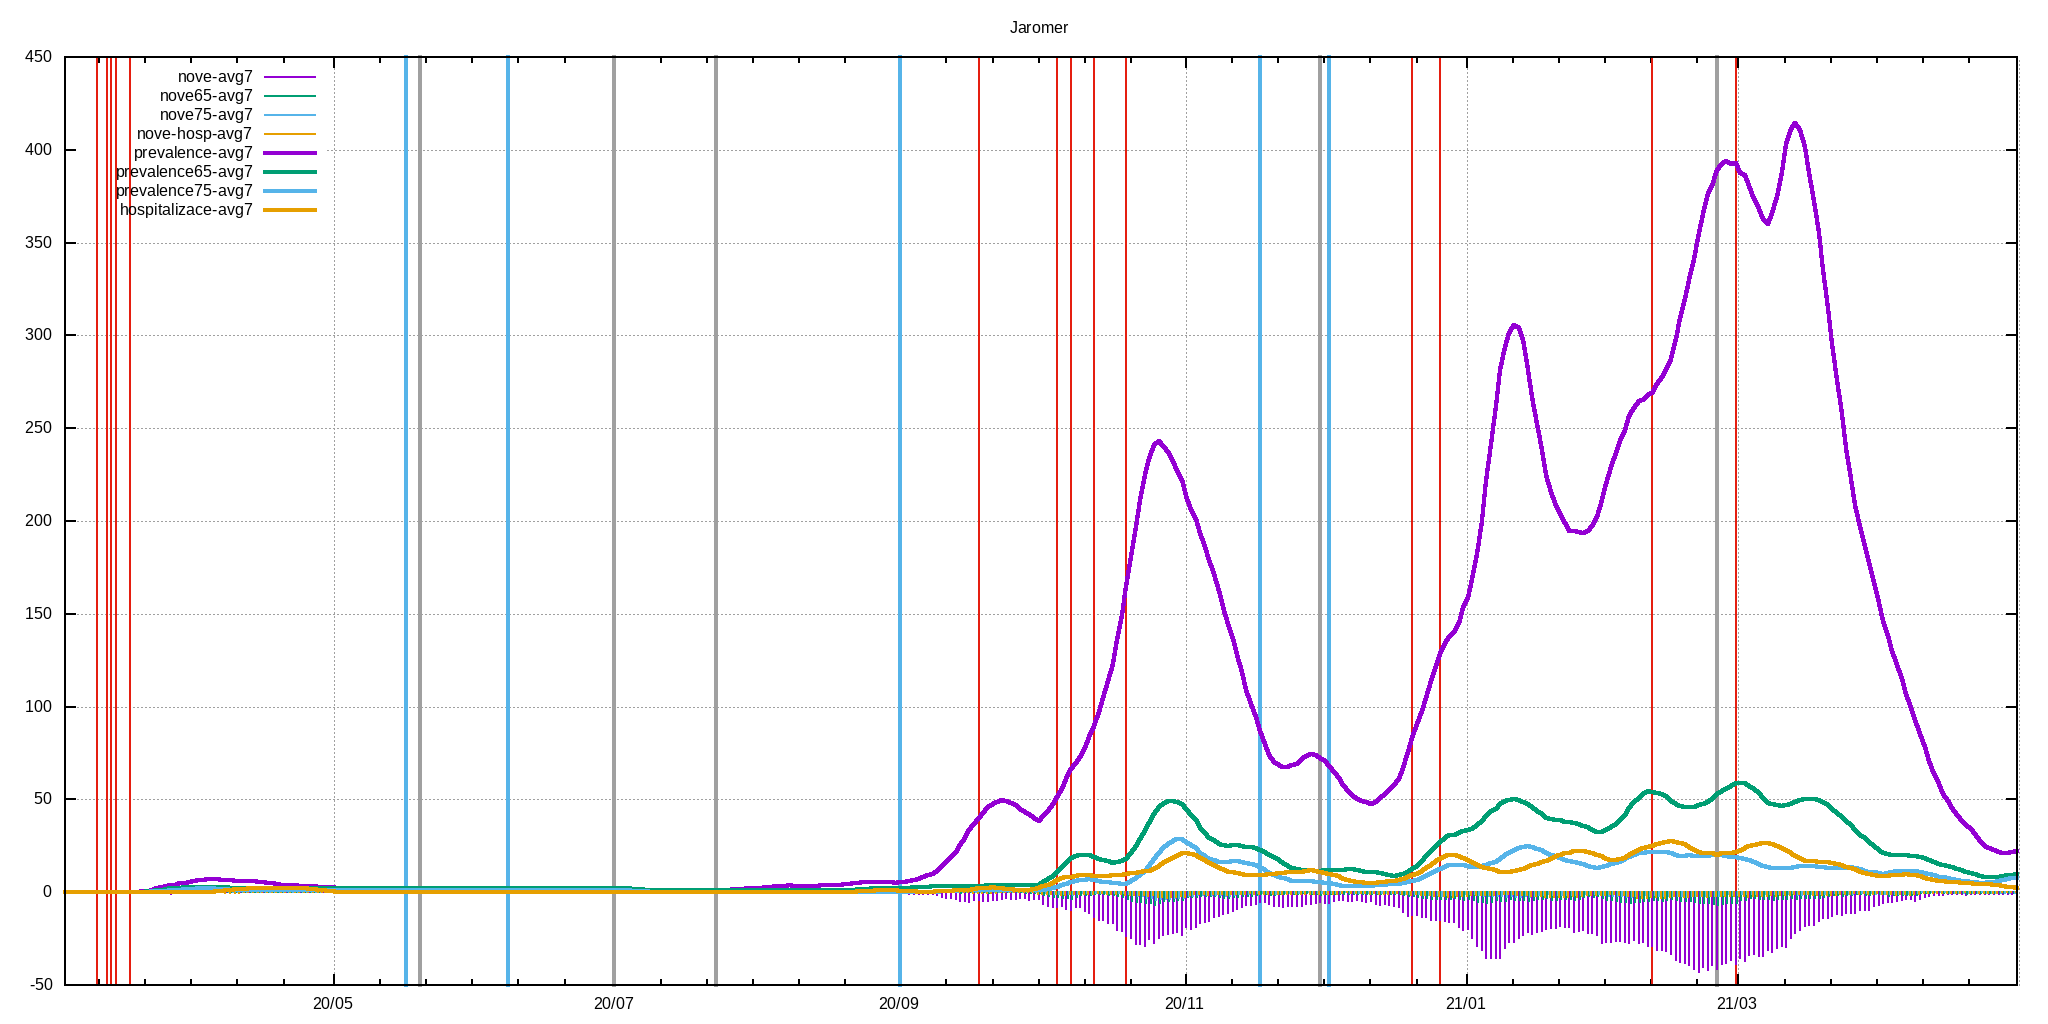 Jaromer
450
400
350
300
250
200
150
100
50
0
-50
nove-avg7
nove65-avg7
nove75-avg7
nove-hosp-avg7
prevalence-avg7
prevalence65-avg7
prevalence75-avg7
hospitalizace-avg7
20/05 20/07 20/09 20/11 21/01 21/03